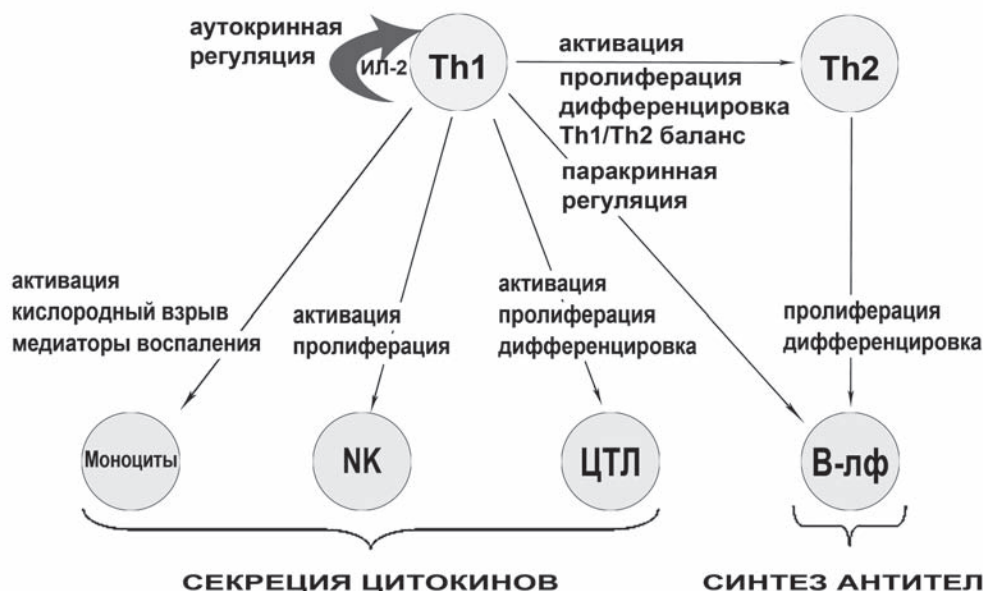 аутокринная
регуляция
ИЛ-2
Th1
активация
пролиферация
дифференцировка
Th1/Th2 баланс
паракринная
регуляция
Th2
активация
кислородный взрыв
медиаторы воспаления
активация
пролиферация
активация
пролиферация
дифференцировка
пролиферация
дифференцировка
Моноциты
NK
ЦТЛ
В-лф
СЕКРЕЦИЯ ЦИТОКИНОВ
СИНТЕЗ АНТИТЕЛ